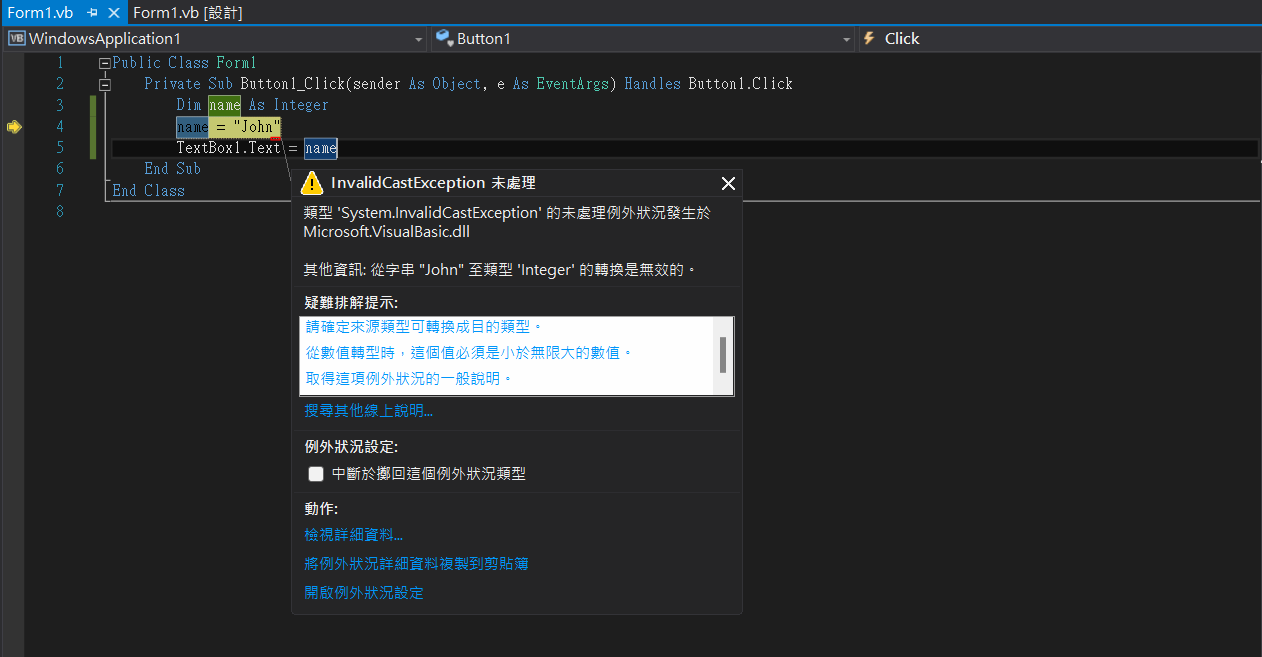 Form1.vb Form1.vb [設計]
WindowsApplication1 Button1 Click
1 Public Class Form1
2 Private Sub Button1_Click(sender As Object, e As EventArgs) Handles Button1.Click
3 Dim name As Integer
4 name = "John"
5 TextBox1.Text = name
6 End Sub
7 End Class
8
InvalidCastException 未處理
類型 'System.InvalidCastException' 的未處理例外狀況發生於
Microsoft.VisualBasic.dll
其他資訊: 從字串 "John" 至類型 'Integer' 的轉換是無效的。
疑難排解提示:
請確定來源類型可轉換成目的類型。
從數值轉型時，這個值必須是小於無限大的數值。
取得這項例外狀況的一般說明。
搜尋其他線上說明...
例外狀況設定:
中斷於擲回這個例外狀況類型
動作:
檢視詳細資料...
將例外狀況詳細資料複製到剪貼簿
開啟例外狀況設定